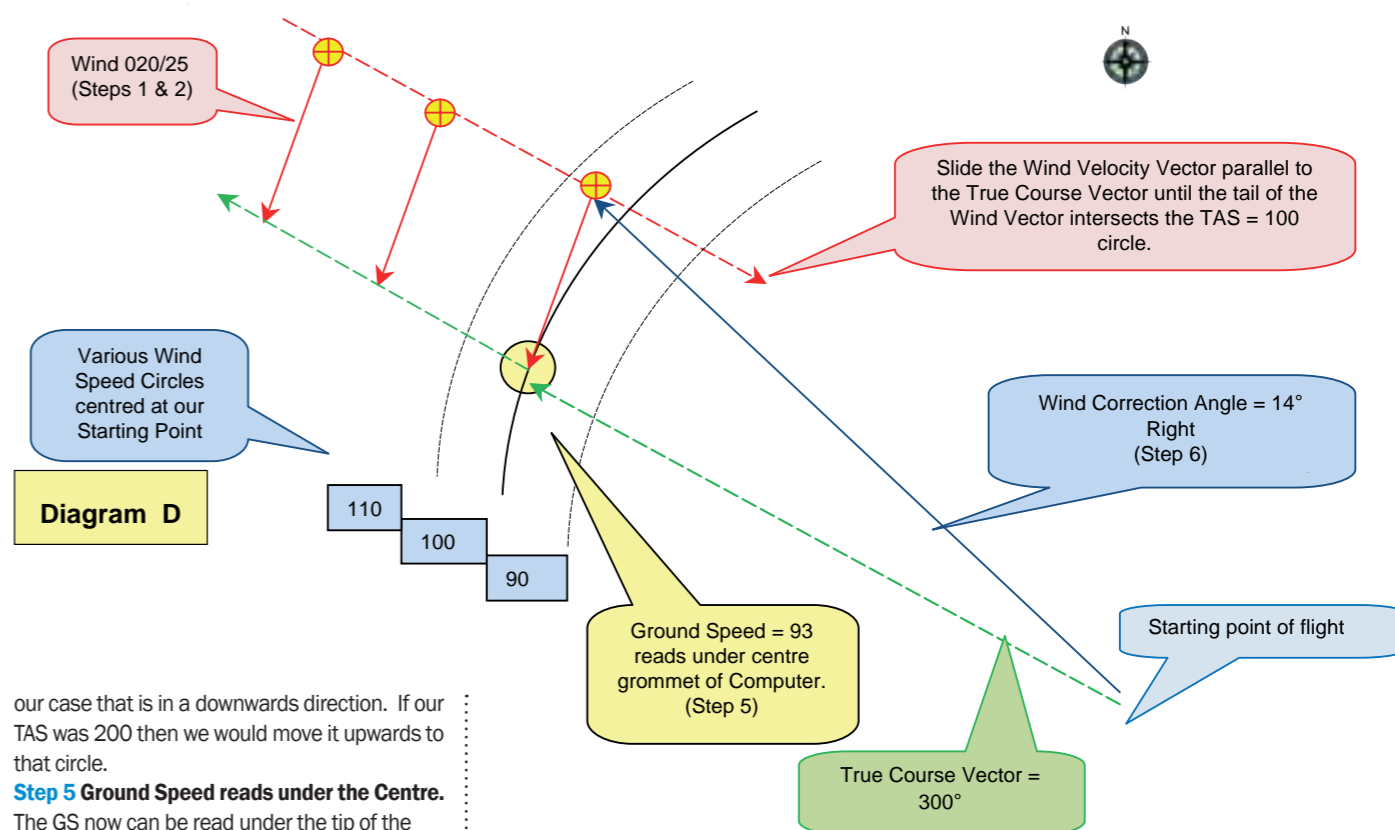 N
Wind 020/25
(Steps 1 & 2)
Slide the Wind Velocity Vector parallel to
the True Course Vector until the tail of the
Wind Vector intersects the TAS = 100
circle.
Various Wind
Speed Circles
centred at our
Starting Point
Wind Correction Angle = 14°
Right
(Step 6)
Diagram D
110
100
90
Ground Speed = 93
reads under centre
grommet of Computer.
(Step 5)
Starting point of flight
True Course Vector =
300°
our case that is in a downwards direction. If our
TAS was 200 then we would move it upwards to
that circle.
Step 5 Ground Speed reads under the Centre.
The GS now can be read under the tip of the